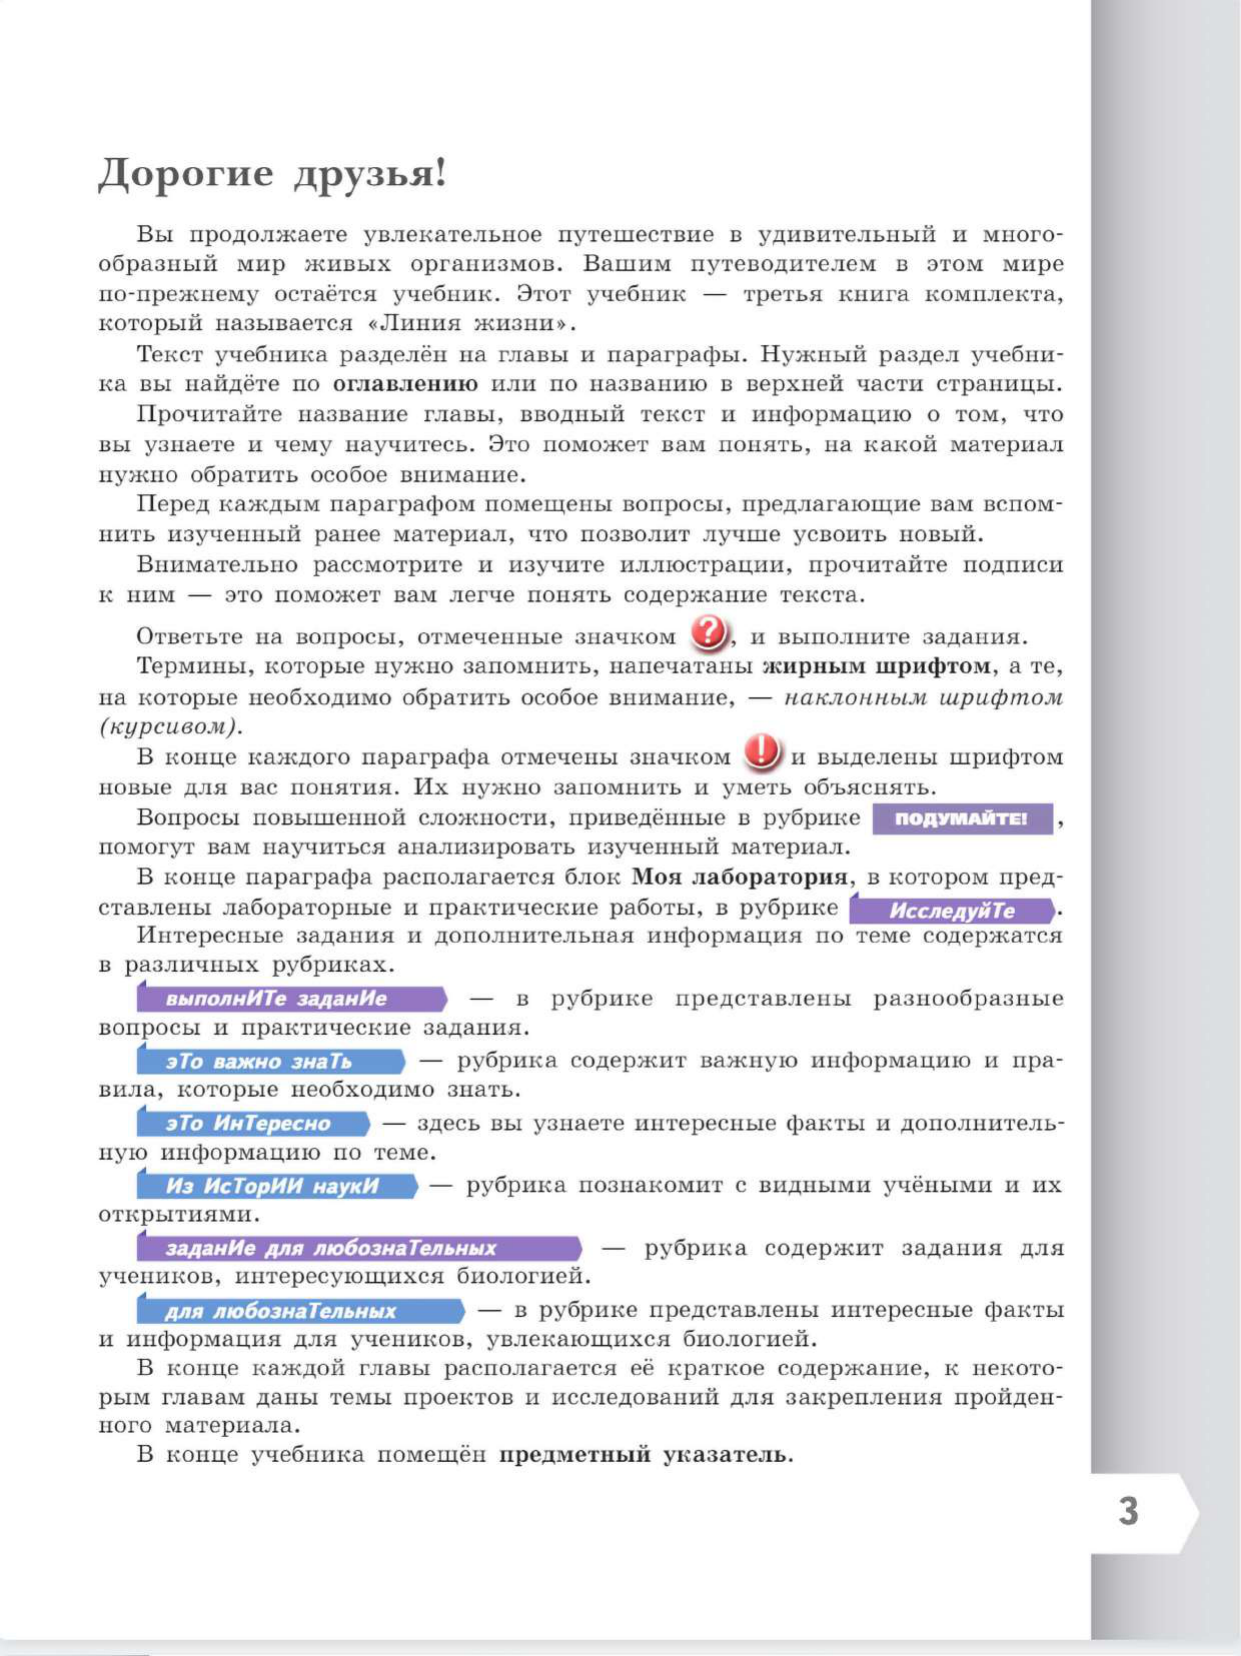 Дорогие друзья!
Вы продолжаете увлекательное путешествие в удивительный и много-
образный мир живых организмов. Вашим путеводителем в этом мире
по-прежнему остаётся учебник. Этот учебник — третья книга комплекта,
который называется «Линия жизни».
Текст учебника разделён на главы и параграфы. Нужный раздел учебни-
ка вы найдёте по оглавлению или по названию в верхней части страницы.
Прочитайте название главы, вводный текст и информацию о том, что
вы узнаете и чему научитесь. Это поможет вам понять, на какой материал
нужно обратить особое внимание.
Перед каждым параграфом помещены вопросы, предлагающие вам вспом-
нить изученный ранее материал, что позволит лучше усвоить новый.
Внимательно рассмотрите и изучите иллюстрации, прочитайте подписи
к ним — это поможет вам легче понять содержание текста.
Ответьте на вопросы, отмеченные значком ?, и выполните задания.
Термины, которые нужно запомнить, напечатаны жирным шрифтом, а те,
на которые необходимо обратить особое внимание, — наклонным шрифтом
(курсивом).
В конце каждого параграфа отмечены значком ! и выделены шрифтом
новые для вас понятия. Их нужно запомнить и уметь объяснять.
Вопросы повышенной сложности, приведённые в рубрике ПОДУМАЙТЕ! ,
помогут вам научиться анализировать изученный материал.
В конце параграфа располагается блок Моя лаборатория, в котором пред-
ставлены лабораторные и практические работы, в рубрике ИсследуйТе .
Интересные задания и дополнительная информация по теме содержатся
в различных рубриках.
выполнИТе заданИе — в рубрике представлены разнообразные
вопросы и практические задания.
эТо важно знаТь — рубрика содержит важную информацию и пра-
вила, которые необходимо знать.
эТо ИнТересно — здесь вы узнаете интересные факты и дополнитель-
ную информацию по теме.
Из ИсТорИИ наукИ — рубрика познакомит с видными учёными и их
открытиями.
заданИе для любознаТельных — рубрика содержит задания для
учеников, интересующихся биологией.
для любознаТельных — в рубрике представлены интересные факты
и информация для учеников, увлекающихся биологией.
В конце каждой главы располагается её краткое содержание, к некото-
рым главам даны темы проектов и исследований для закрепления пройден-
ного материала.
В конце учебника помещён предметный указатель.
3